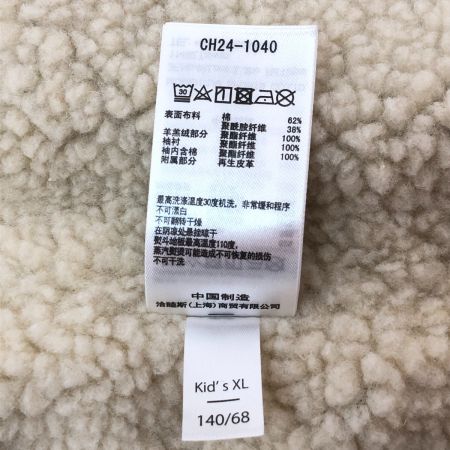 CH24-1040
30
表面布料 棉 62%
聚酰胺纤维 38%
羊羔绒部分 聚酯纤维 100%
袖衬 聚酯纤维 100%
袖内含棉 聚酯纤维 100%
附属部分 再生皮革
最高洗涤温度30度机洗，非常缓和程序
不可漂白
不可翻转干燥
在阴凉处悬挂晾干
熨斗地板最高温度110度，
蒸汽熨烫可能造成不可恢复的损伤
不可干洗
中国制造
洽睦斯(上海)商贸有限公司
Kid's XL
140/68